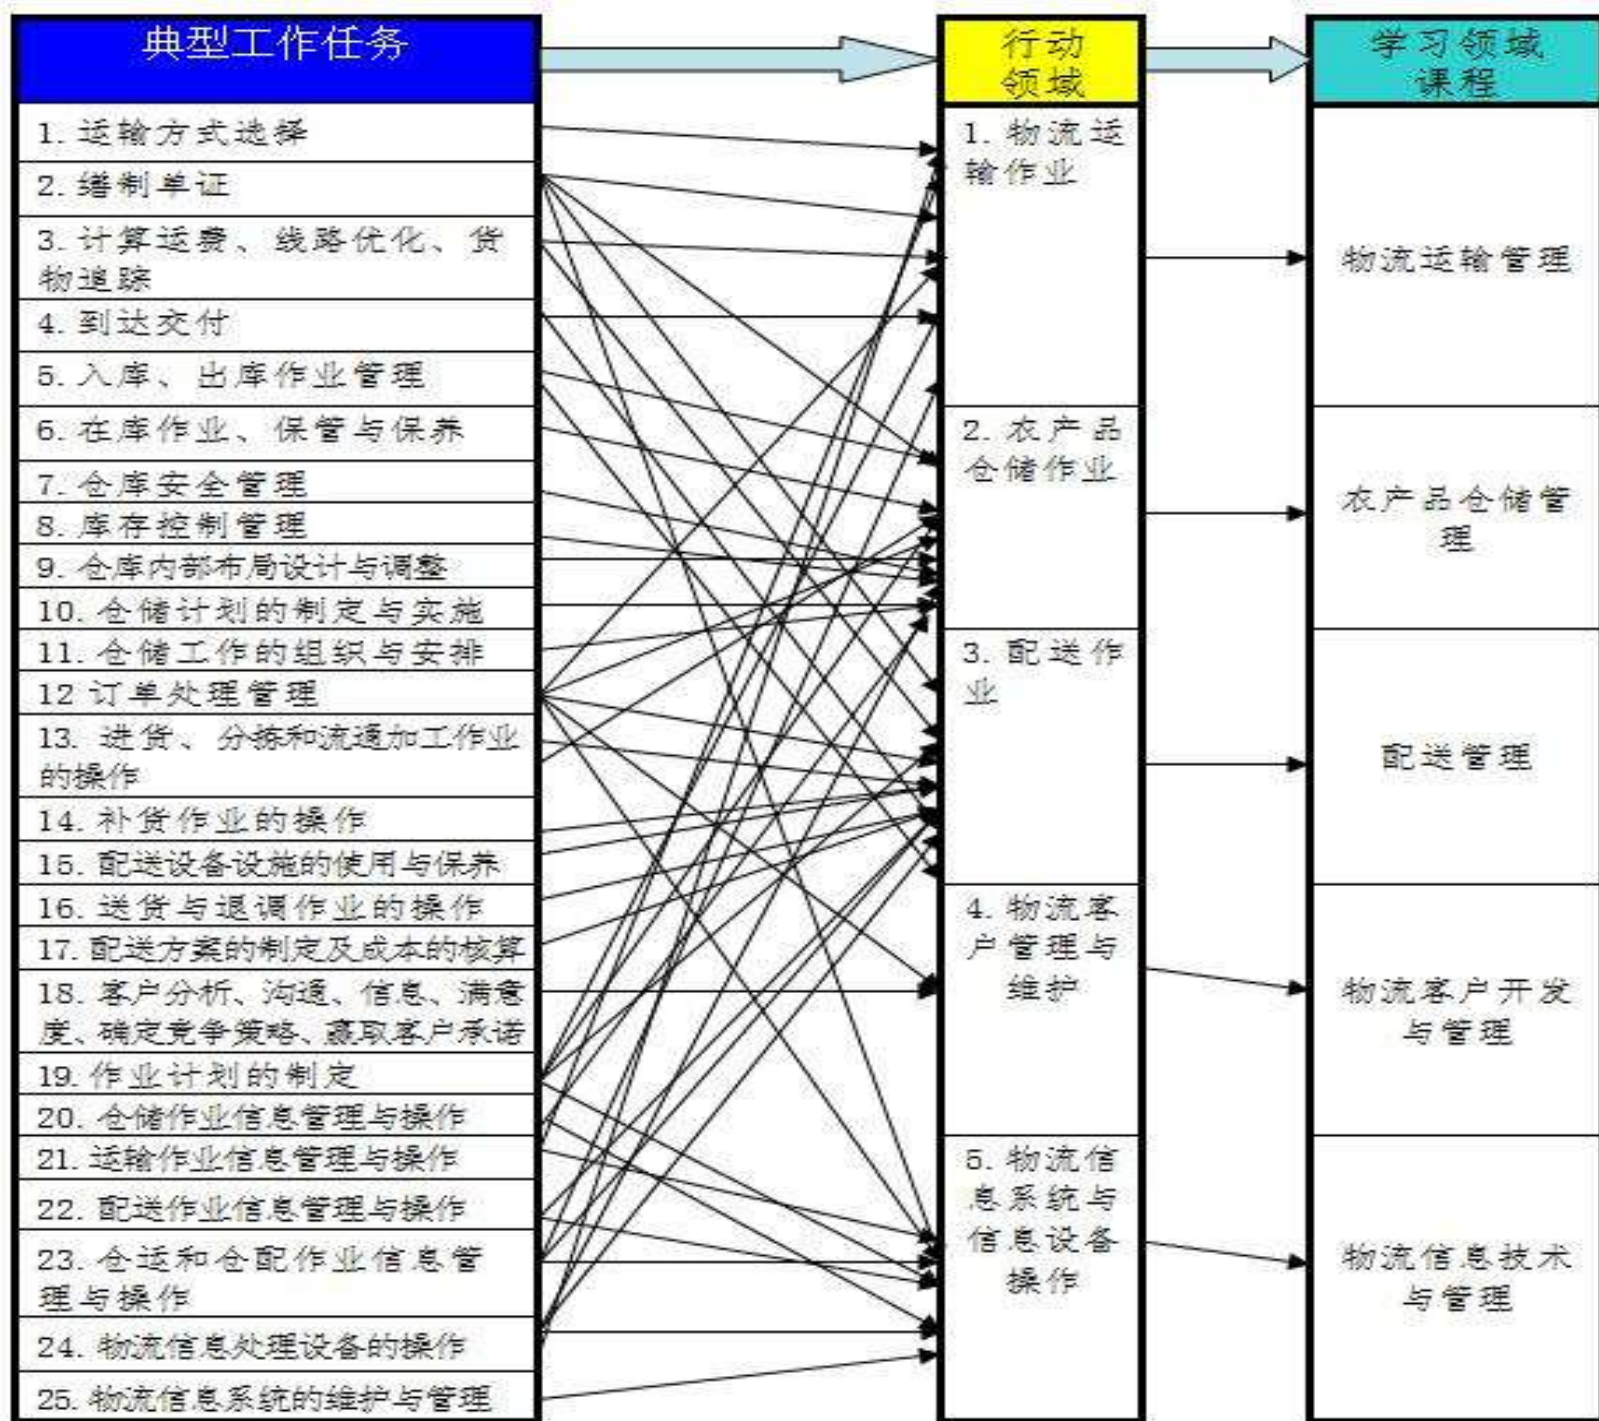 典型工作任务
行动
领域
学习领域
课程
1. 运输方式选择
2. 缮制单证
3. 计算运费、线路优化、货
物追踪
4. 到达交付
5. 入库、出库作业管理
6. 在库作业、保管与保养
7. 仓库安全管理
8. 库存控制管理
9. 仓库内部布局设计与调整
10. 仓储计划的制定与实施
11. 仓储工作的组织与安排
12 订单处理管理
13. 进货、分拣和流通加工作业
的操作
14. 补货作业的操作
15. 配送设备设施的使用与保养
16. 送货与退调作业的操作
17. 配送方案的制定及成本的核算
18. 客户分析、沟通、信息、满意
度、确定竞争策略、赢取客户承诺
19. 作业计划的制定
20. 仓储作业信息管理与操作
21. 运输作业信息管理与操作
22. 配送作业信息管理与操作
23. 仓运和仓配作业信息管
理与操作
24. 物流信息处理设备的操作
25. 物流信息系统的维护与管理
1. 物流运
输作业
2. 农产品
仓储作业
3. 配送作
业
4. 物流客
户管理与
维护
5. 物流信
息系统与
信息设备
操作
物流运输管理
农产品仓储管
理
配送管理
物流客户开发
与管理
物流信息技术
与管理